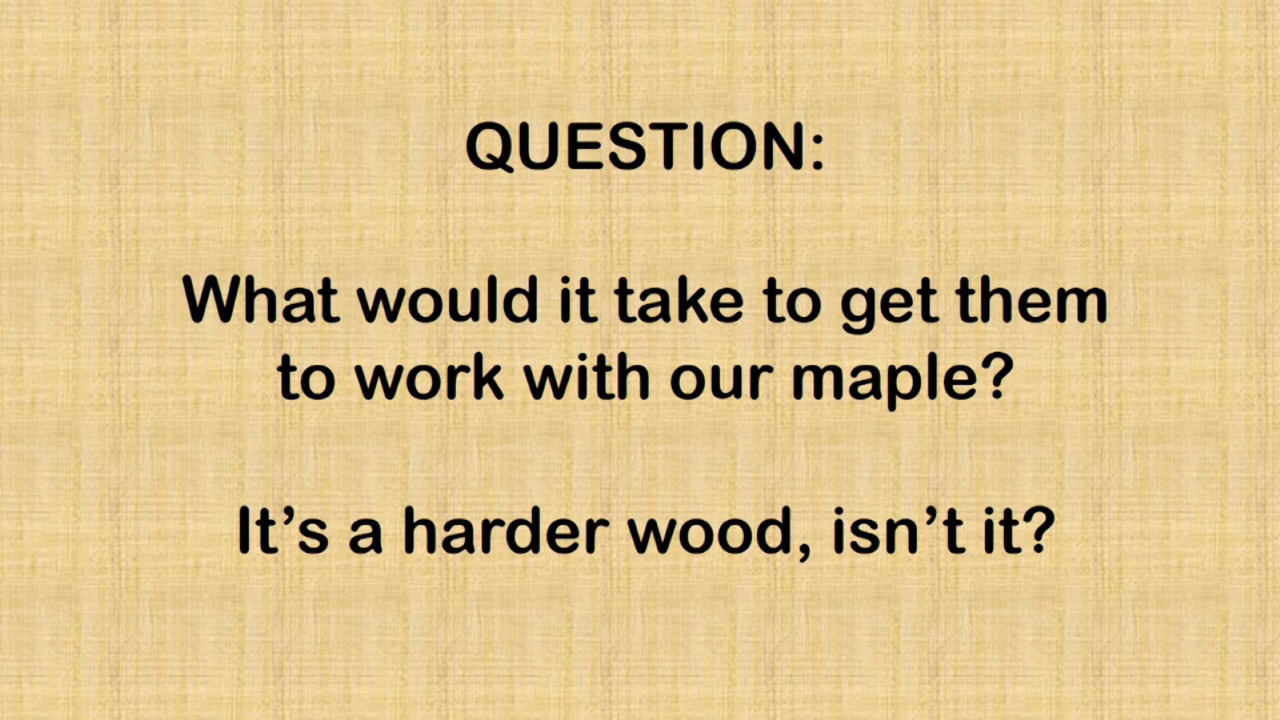 QUESTION:
What would it take to get them
to work with our maple?
It’s a harder wood, isn’t it?